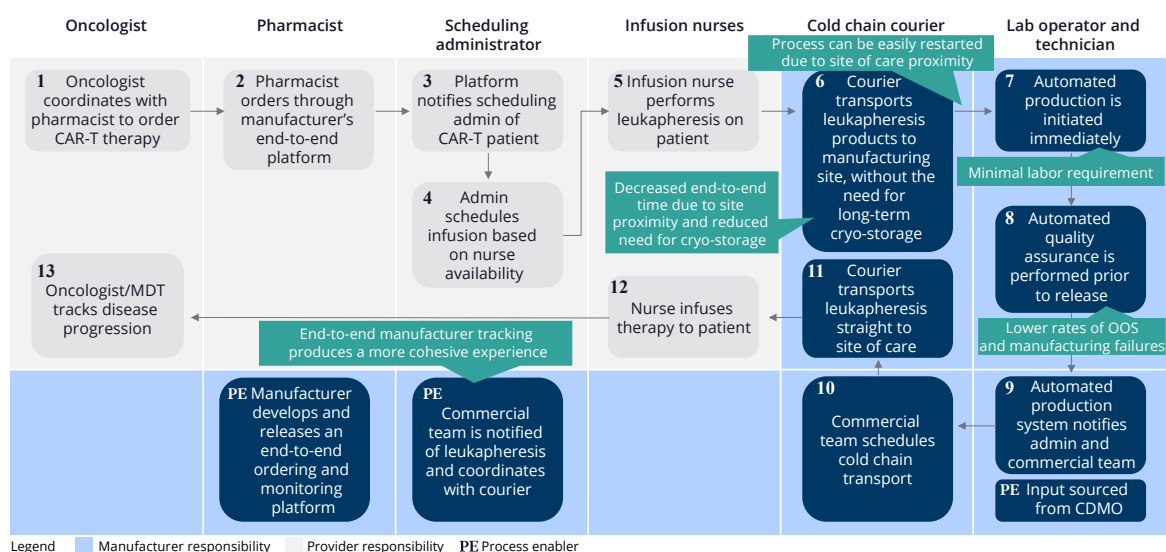 Oncologist
Pharmacist
Scheduling
administrator
Infusion nurses
Cold chain courier
Lab operator and
technician
1 Oncologist
coordinates with
pharmacist to order
CAR-T therapy
2 Pharmacist
orders through
manufacturer's
end-to-end
platform
3 Platform
notifies scheduling
admin of
CAR-T patient
4 Admin
schedules
infusion based
on nurse
availability
5 Infusion nurse
performs
leukapheresis on
patient
Process can be easily restarted
due to site of care proximity
6 Courier
transports
leukapheresis
products to
manufacturing
site, without the
need for
long-term
cryo-storage
Decreased end-to-end
time due to site
proximity and reduced
need for cryo-storage
7 Automated
production is
initiated
immediately
Minimal labor requirement
8 Automated
quality
assurance is
performed prior
to release
Lower rates of OOS
and manufacturing failures
9 Automated
production
system notifies
admin and
commercial team
PE Input sourced
from CDMO
10
Commercial
team schedules
cold chain
transport
11 Courier
transports
leukapheresis
straight to
site of care
12
Nurse infuses
therapy to patient
13
Oncologist/MDT
tracks disease
progression
End-to-end manufacturer tracking
produces a more cohesive experience
PE Manufacturer
develops and
releases an
end-to-end
ordering and
monitoring
platform
PE
Commercial
team is notified
of leukapheresis
and coordinates
with courier
Legend Manufacturer responsibility Provider responsibility PE Process enabler